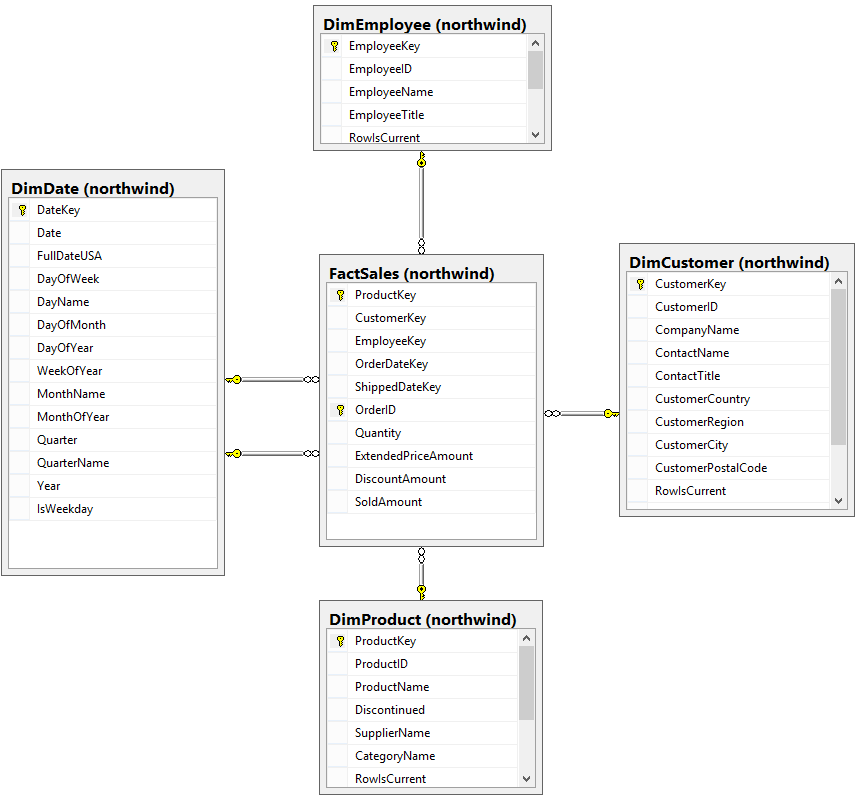 DimEmployee (northwind)
EmployeeKey
EmployeeID
EmployeeName
EmployeeTitle
RowIsCurrent
DimDate (northwind)
DateKey
Date
FullDateUSA
DayOfWeek
DayName
DayOfMonth
DayOfYear
WeekOfYear
MonthName
MonthOfYear
Quarter
QuarterName
Year
IsWeekday
FactSales (northwind)
ProductKey
CustomerKey
EmployeeKey
OrderDateKey
ShippedDateKey
OrderID
Quantity
ExtendedPriceAmount
DiscountAmount
SoldAmount
DimCustomer (northwind)
CustomerKey
CustomerID
CompanyName
ContactName
ContactTitle
CustomerCountry
CustomerRegion
CustomerCity
CustomerPostalCode
RowIsCurrent
DimProduct (northwind)
ProductKey
ProductID
ProductName
Discontinued
SupplierName
CategoryName
RowIsCurrent